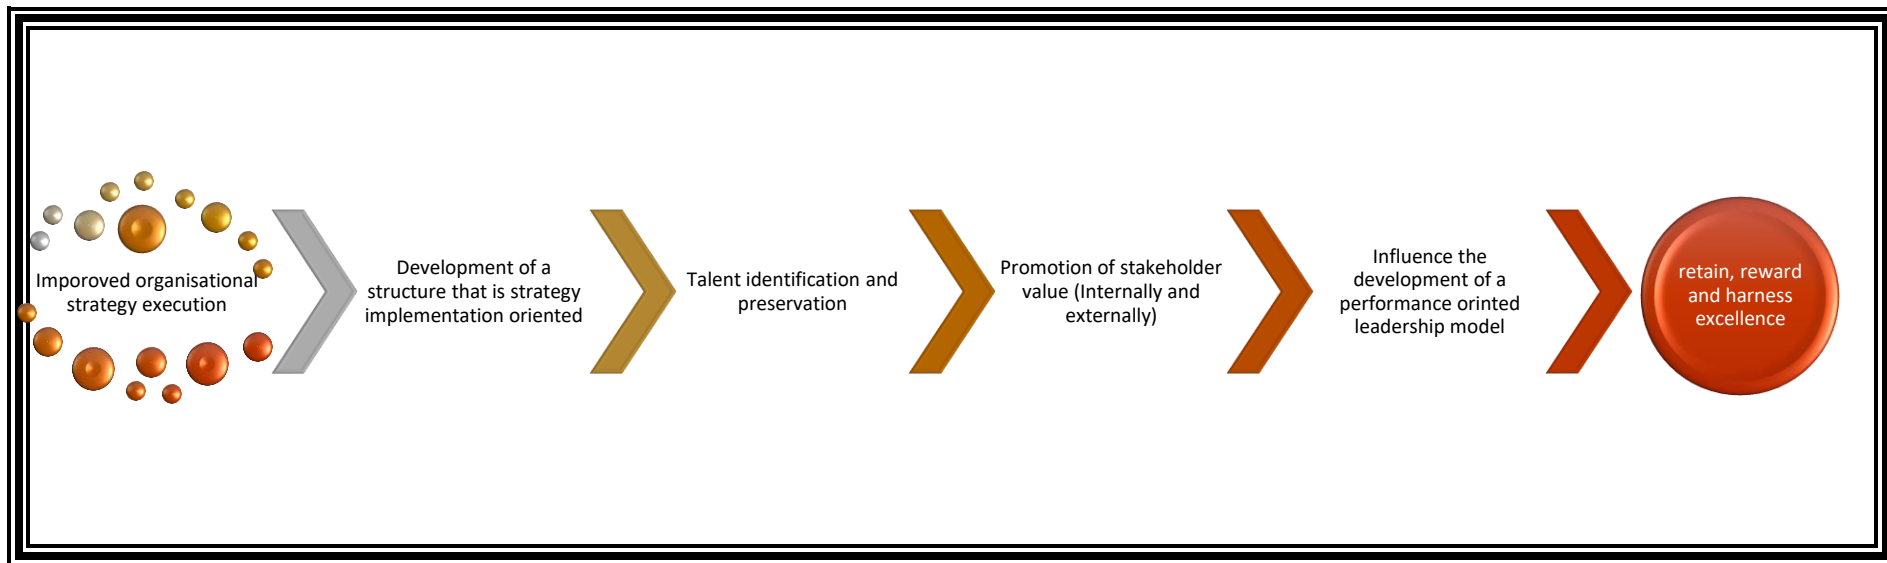 Imporoved organisational
strategy execution
Development of a
structure that is strategy
implementation oriented
Talent identification and
preservation
Promotion of stakeholder
value (Internally and
externally)
Influence the
development of a
performance orinted
leadership model
retain, reward
and harness
excellence